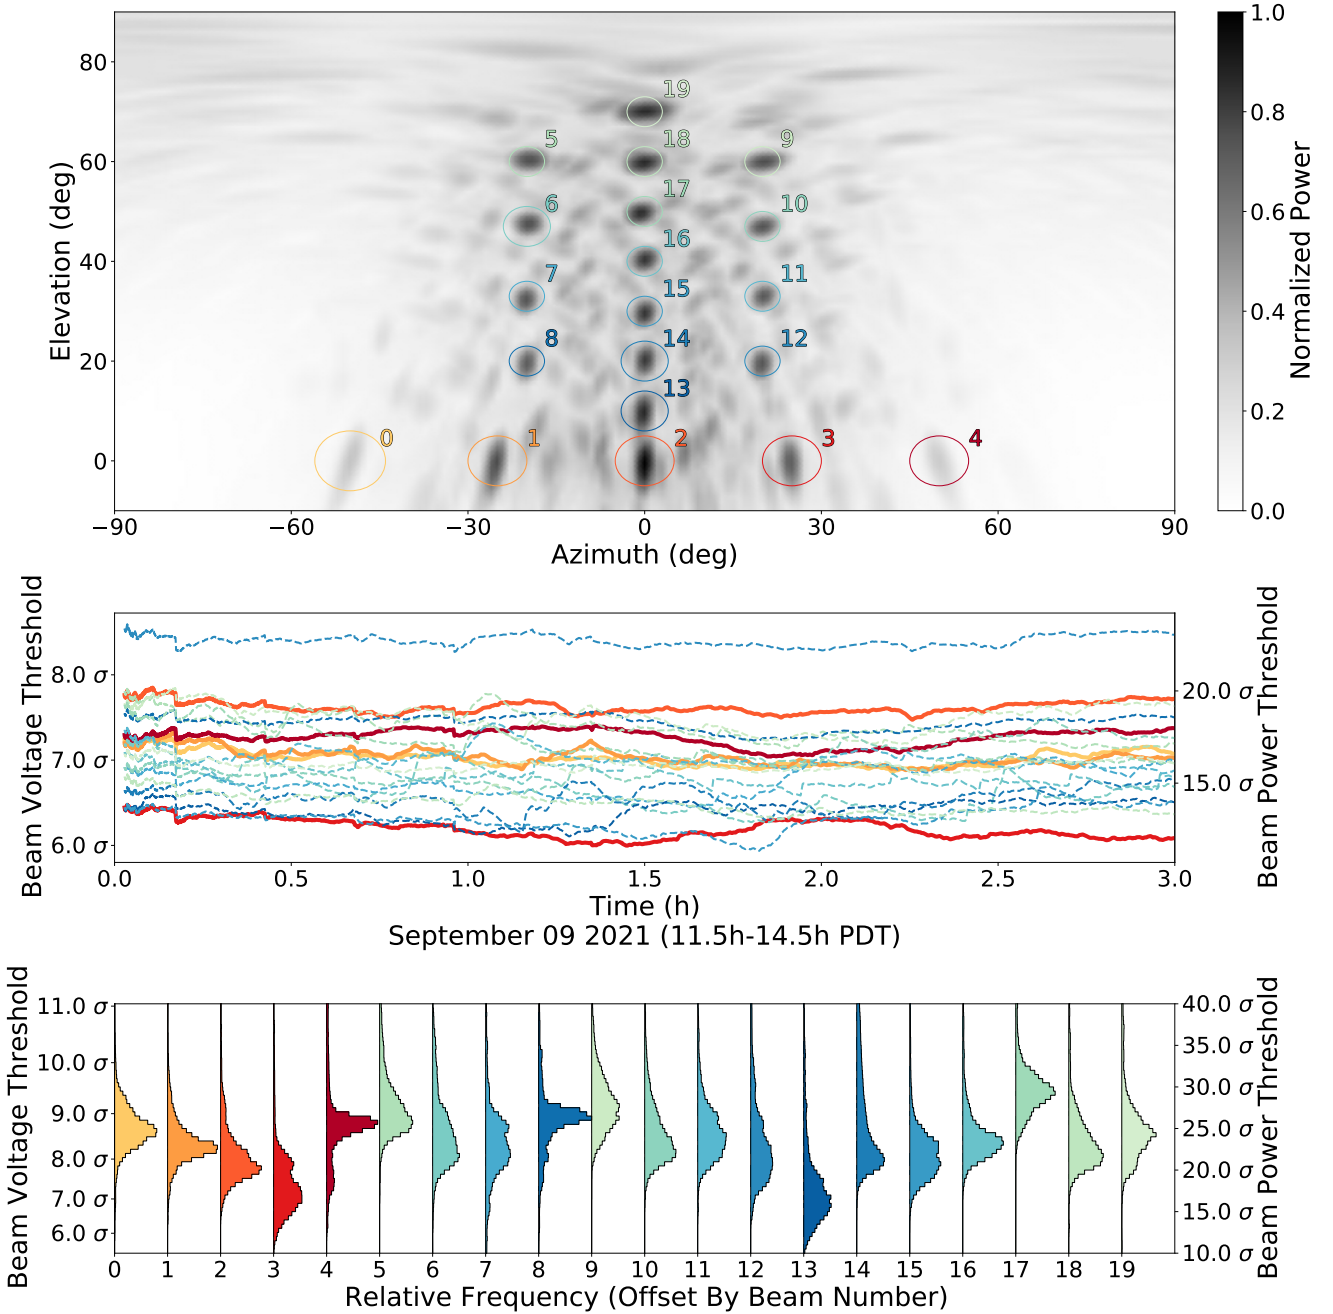 80
60
40
20
0
Elevation (deg)
19
5
18
9
17
6
10
16
7
11
15
8
14
12
13
0
1
2
3
4
−90
−60
−30
0
30
60
90
Azimuth (deg)
1.0
0.8
0.6
0.4
0.2
0.0
Normalized Power
Beam Voltage Threshold
8.0 σ
7.0 σ
6.0 σ
20.0 σ
15.0 σ
Beam Power Threshold
0.0
0.5
1.0
1.5
2.0
2.5
3.0
Time (h)
September 09 2021 (11.5h-14.5h PDT)
Beam Voltage Threshold
11.0 σ
10.0 σ
9.0 σ
8.0 σ
7.0 σ
6.0 σ
40.0 σ
35.0 σ
30.0 σ
25.0 σ
20.0 σ
15.0 σ
10.0 σ
Beam Power Threshold
0
1
2
3
4
5
6
7
8
9
10
11
12
13
14
15
16
17
18
19
Relative Frequency (Offset By Beam Number)